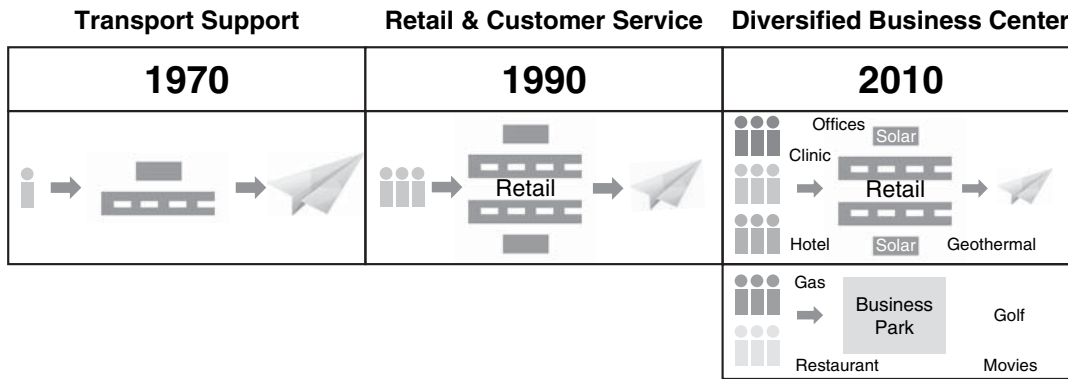 Transport Support
Retail & Customer Service
Diversified Business Center
1970
1990
2010
Retail
Offices
Solar
Clinic
Retail
Hotel
Solar
Geothermal
Gas
Business
Park
Golf
Restaurant
Movies